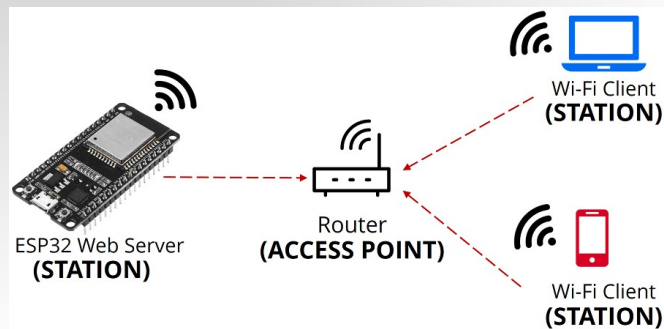 Wi-Fi Client
(STATION)
ESP32 Web Server
(STATION)
Router
(ACCESS POINT)
Wi-Fi Client
(STATION)